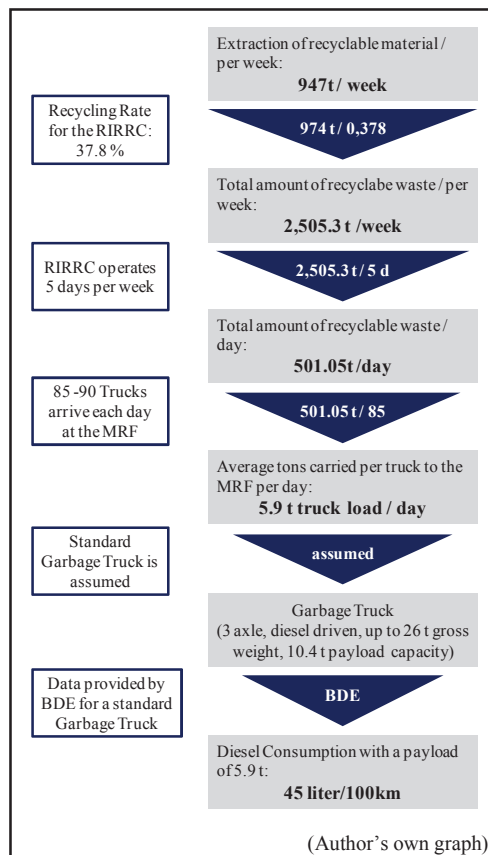 Extraction of recyclable material /
per week:
947t / week
Recycling Rate
for the RIRRC:
37.8 %
974 t / 0,378
Total amount of recyclabe waste / per
week:
2,505.3 t /week
RIRRC operates
5 days per week
2,505.3 t/ 5 d
Total amount of recyclable waste /
day:
501.05t /day
85 -90 Trucks
arrive each day
at the MRF
501.05 t/ 85
Average tons carried per truck to the
MRF per day:
5.9 t truck load / day
Standard
Garbage Truck is
assumed
assumed
Garbage Truck
(3 axle, diesel driven, up to 26 t gross
weight, 10.4 t payload capacity)
Data provided by
BDE for a standard
Garbage Truck
BDE
Diesel Consumption with a payload
of 5.9 t:
45 liter/100km
(Author's own graph)